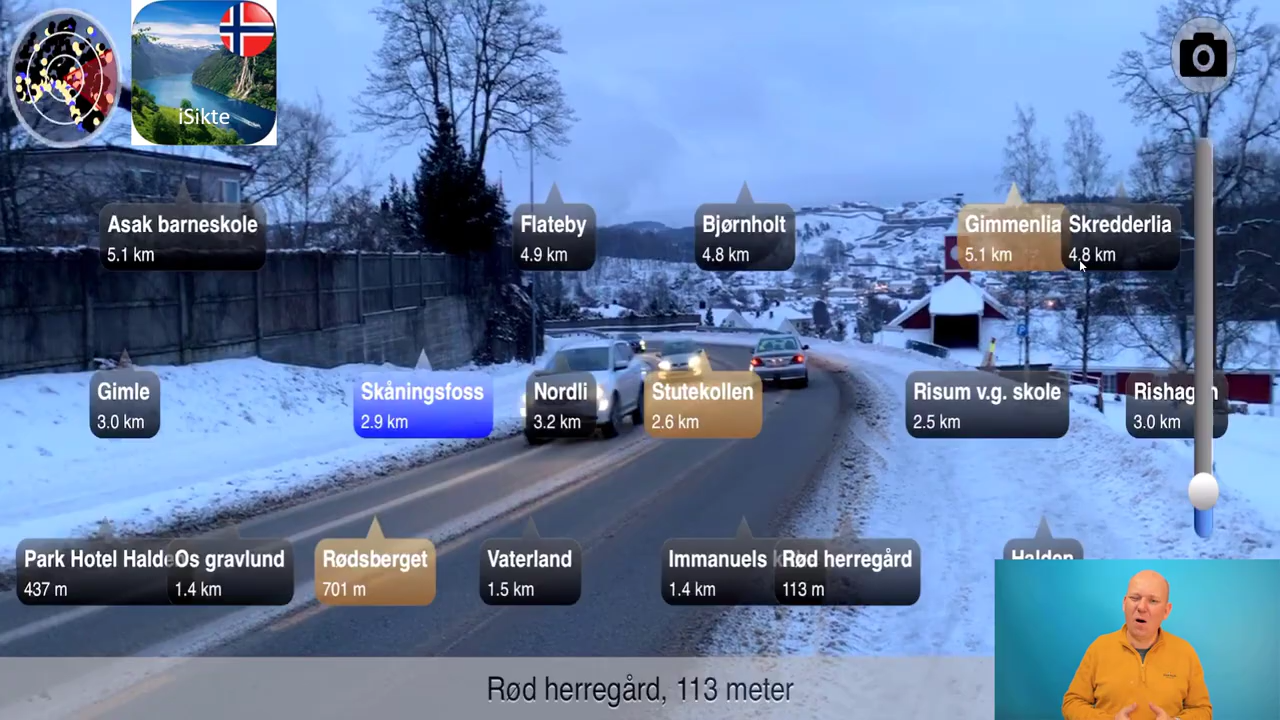 iSikte
Asak barneskole
5.1 km
Flateby
4.9 km
Bjørnholt
4.8 km
Gimmenlia
5.1 km
Skredderlia
4.8 km
Gimle
3.0 km
Skåningsfoss
2.9 km
Nordli
3.2 km
Stutekollen
2.6 km
Risum v.g. skole
2.5 km
3.0 km
Park Hotel
437 m
Os gravlund
1.4 km
Rødsberget
701 m
Vaterland
1.5 km
Immanuels
1.4 km
Rød herregård
113 m
Halden
Rød herregård, 113 meter